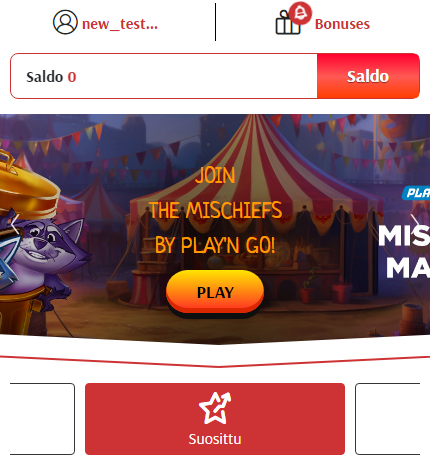 new_test...
Bonuses
Saldo 0
Saldo
JOIN
THE MISCHIEFS
BY PLAY'N GO!
PLAY
PLA
MIS
MA
Suosittu